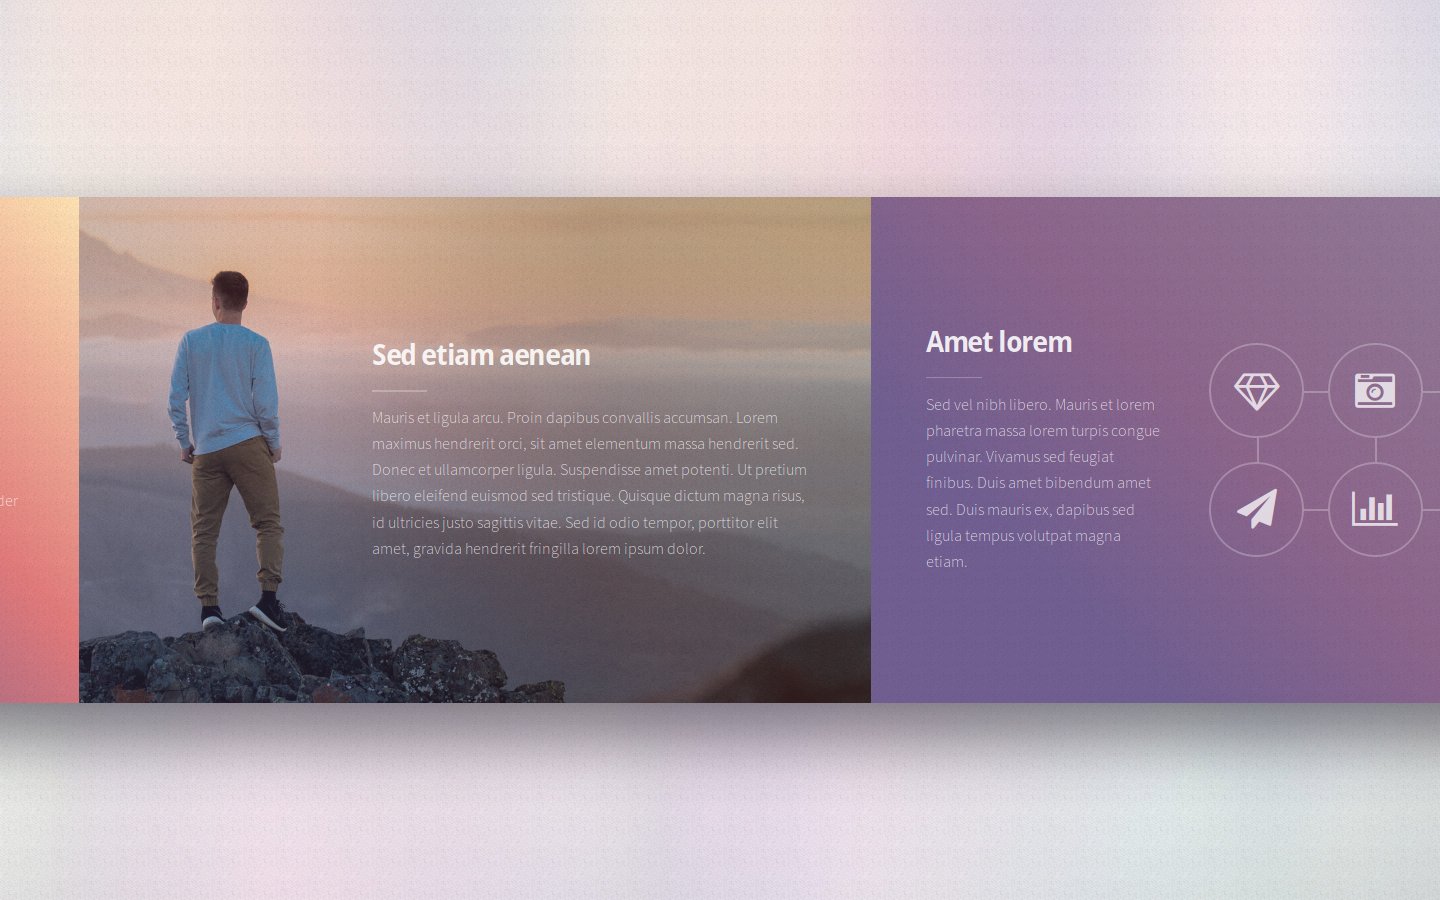 der
Sed etiam aenean
Mauris et ligula arcu. Proin dapibus convallis accumsan. Lorem
maximus hendrerit orci, sit amet elementum massa hendrerit sed.
Donec et ullamcorper ligula. Suspendisse amet potenti. Ut pretium
libero eleifend euismod sed tristique. Quisque dictum magna risus,
id ultricies justo sagittis vitae. Sed id odio tempor, porttitor elit
amet, gravida hendrerit fringilla lorem ipsum dolor.
Amet lorem
Sed vel nibh libero. Mauris et lorem
pharetra massa lorem turpis congue
pulvinar. Vivamus sed feugiat
finibus. Duis amet bibendum amet
sed. Duis mauris ex, dapibus sed
ligula tempus volutpat magna
etiam.